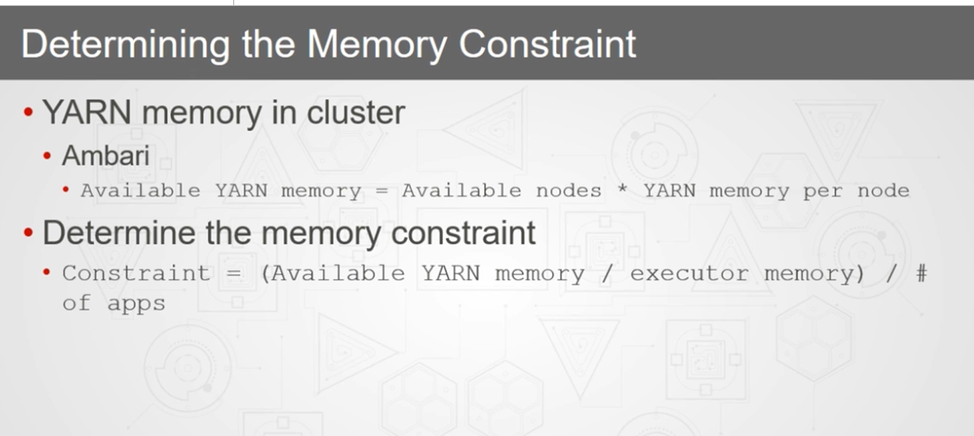 Determining the Memory Constraint
• YARN memory in cluster
• Ambari
• Available YARN memory = Available nodes * YARN memory per node
• Determine the memory constraint
• Constraint = (Available YARN memory / executor memory) / #
of apps